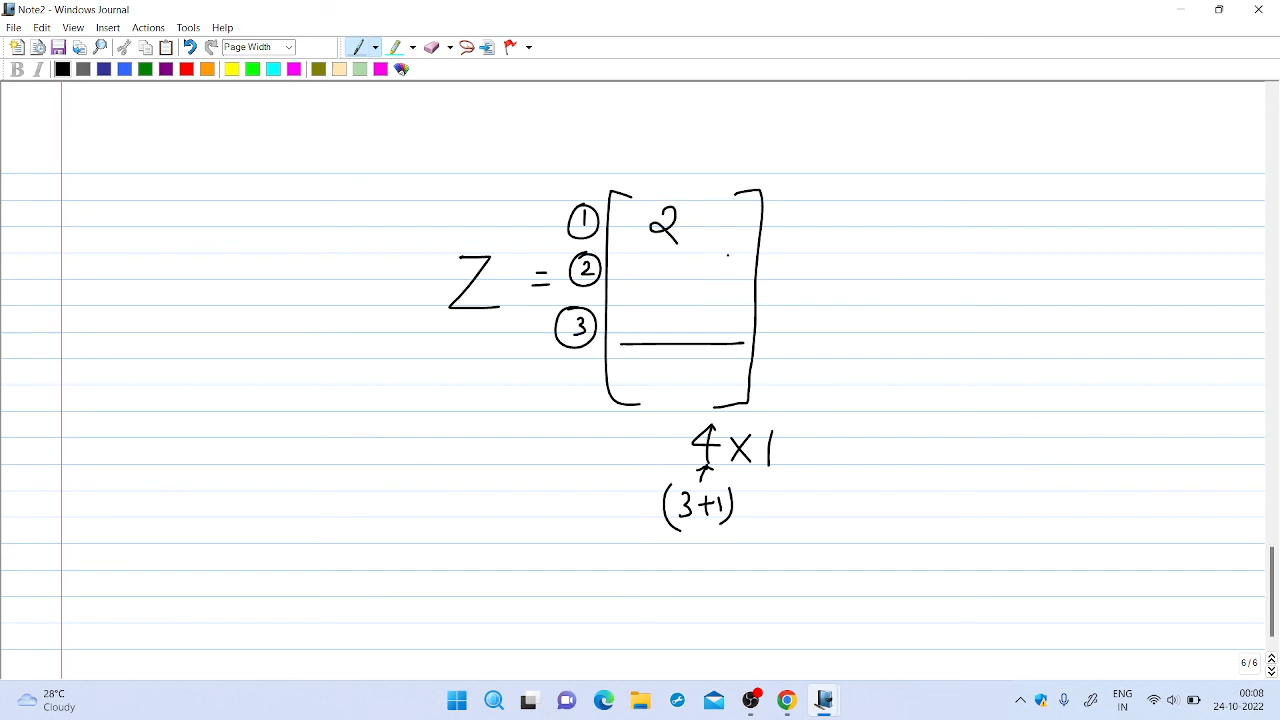 Note2 - Windows Journal
File Edit View Insert Actions Tools Help
Page Width
B I
① 2
Z = ②
③
4 × 1
(3+1)
6/6
28°C
Cloudy
ENG
IN
00:08
24-10-2022